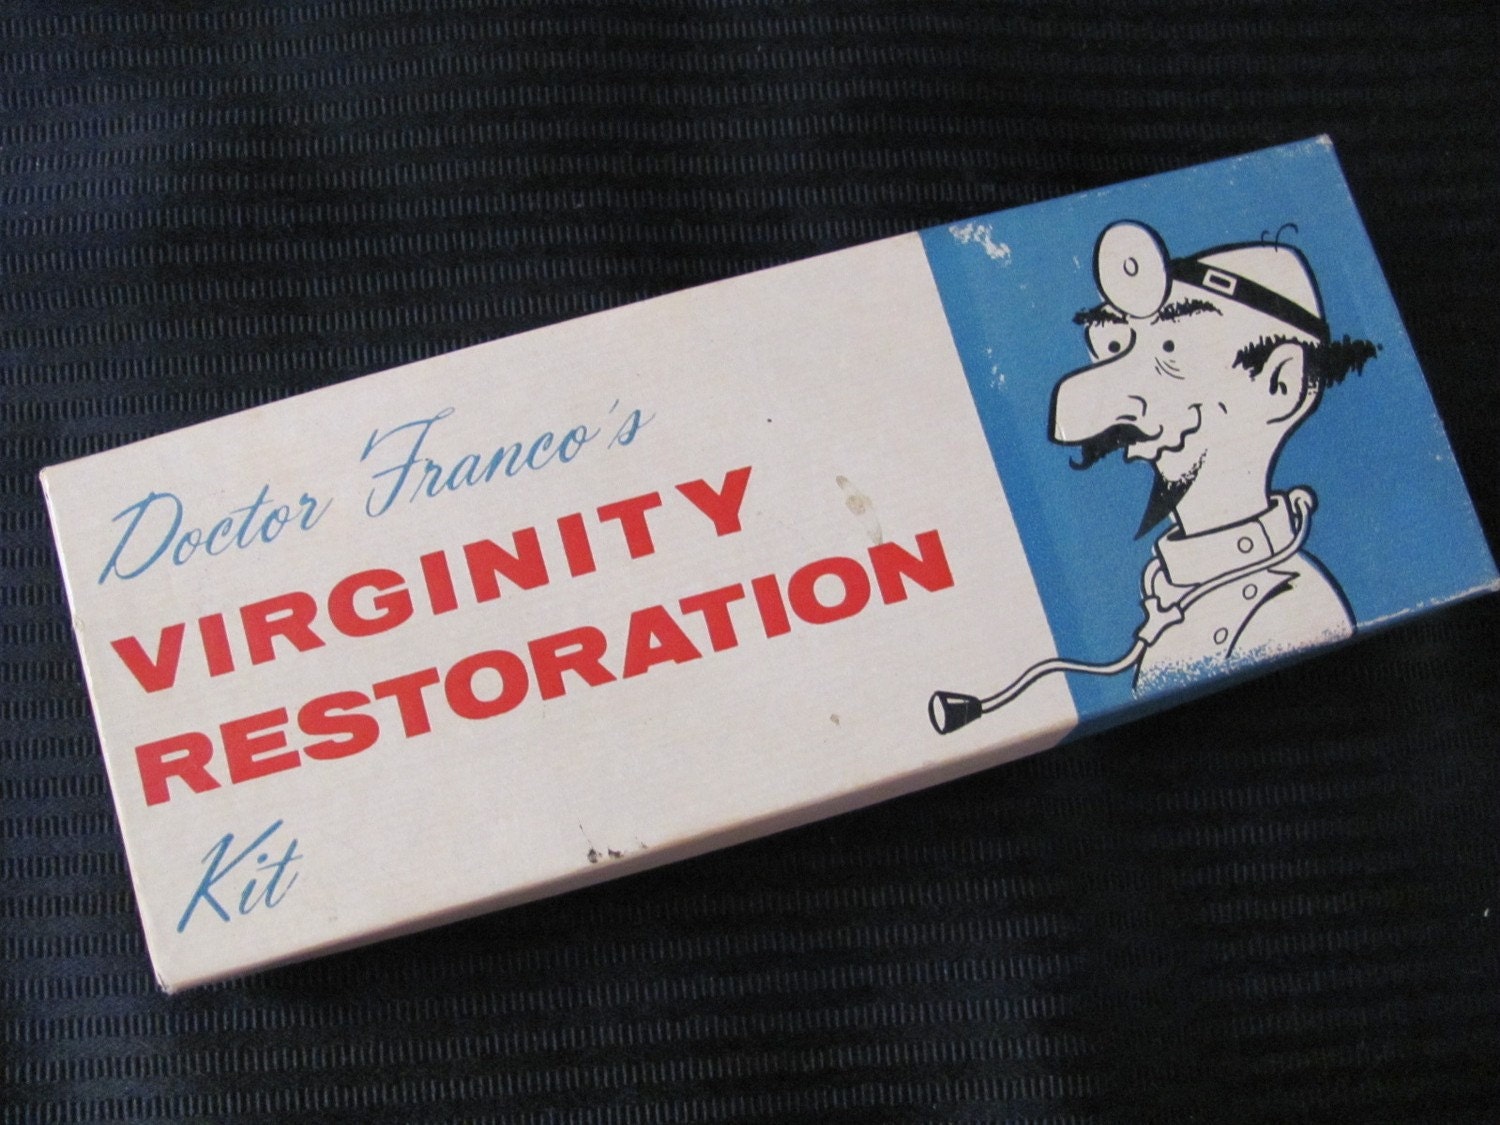 Doctor Franco's
VIRGINITY
RESTORATION
Kit